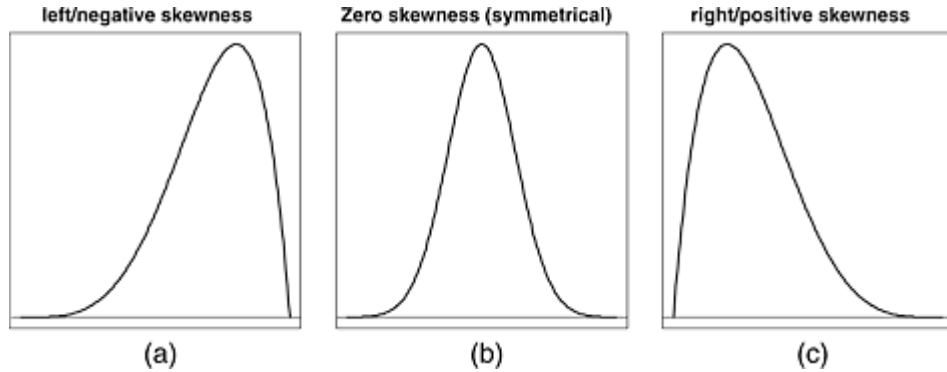 left/negative skewness
Zero skewness (symmetrical)
right/positive skewness
(a)
(b)
(c)